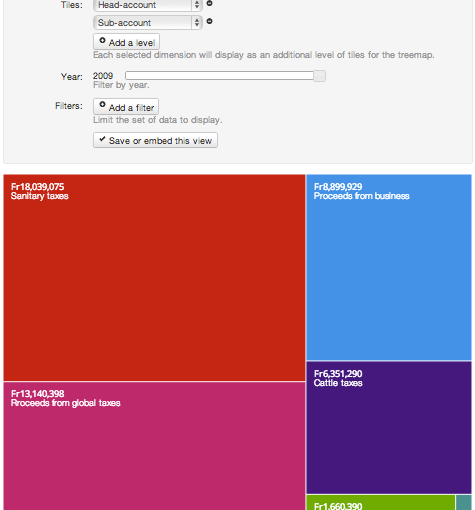 Tiles: Head-account
Sub-account
Add a level
Each selected dimension will display as an additional level of tiles for the treemap.
Year: 2009
Filter by year.
Filters: Add a filter
Limit the set of data to display.
Save or embed this view
Fr18,039,075
Sanitary taxes
Fr8,899,929
Proceeds from business
Fr6,351,290
Cattle taxes
Fr13,140,398
Rroceeds from global taxes
Fr1,660,390